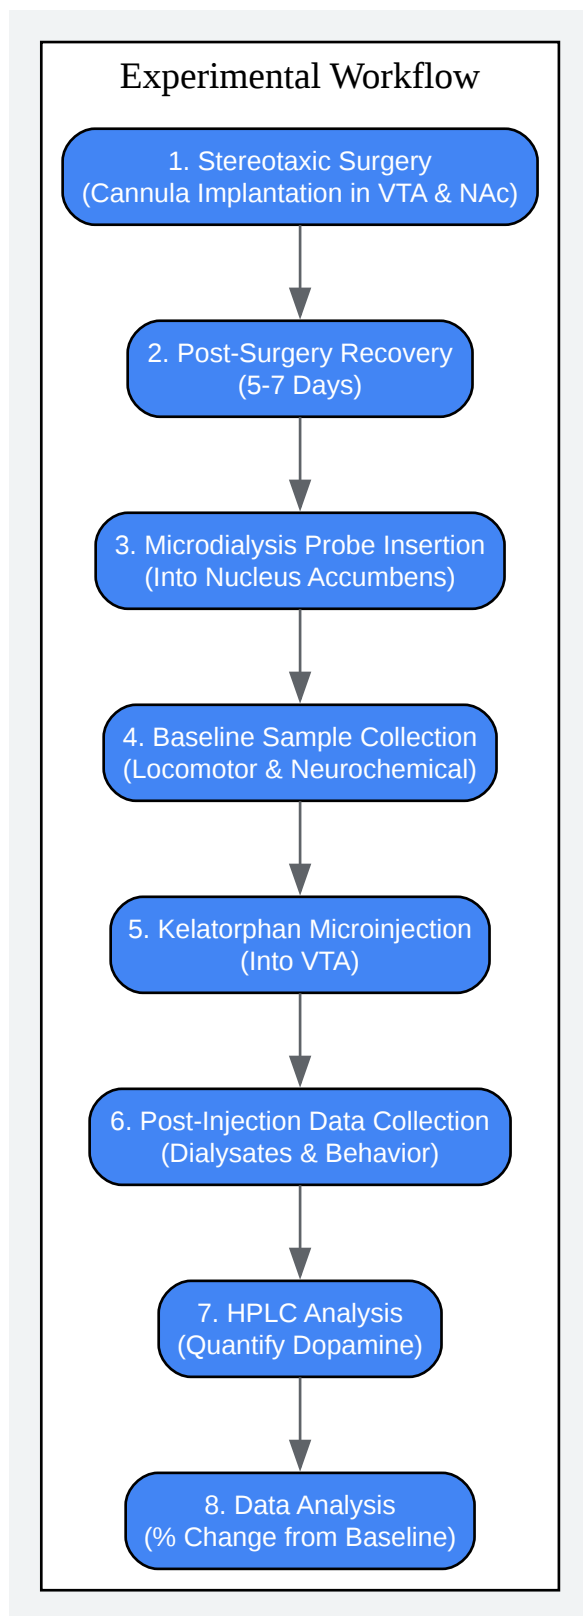 Experimental Workflow
1. Stereotaxic Surgery
(Cannula Implantation in VTA & NAc)
2. Post-Surgery Recovery
(5-7 Days)
3. Microdialysis Probe Insertion
(Into Nucleus Accumbens)
4. Baseline Sample Collection
(Locomotor & Neurochemical)
5. Kelatorphan Microinjection
(Into VTA)
6. Post-Injection Data Collection
(Dialysates & Behavior)
7. HPLC Analysis
(Quantify Dopamine)
8. Data Analysis
(% Change from Baseline)